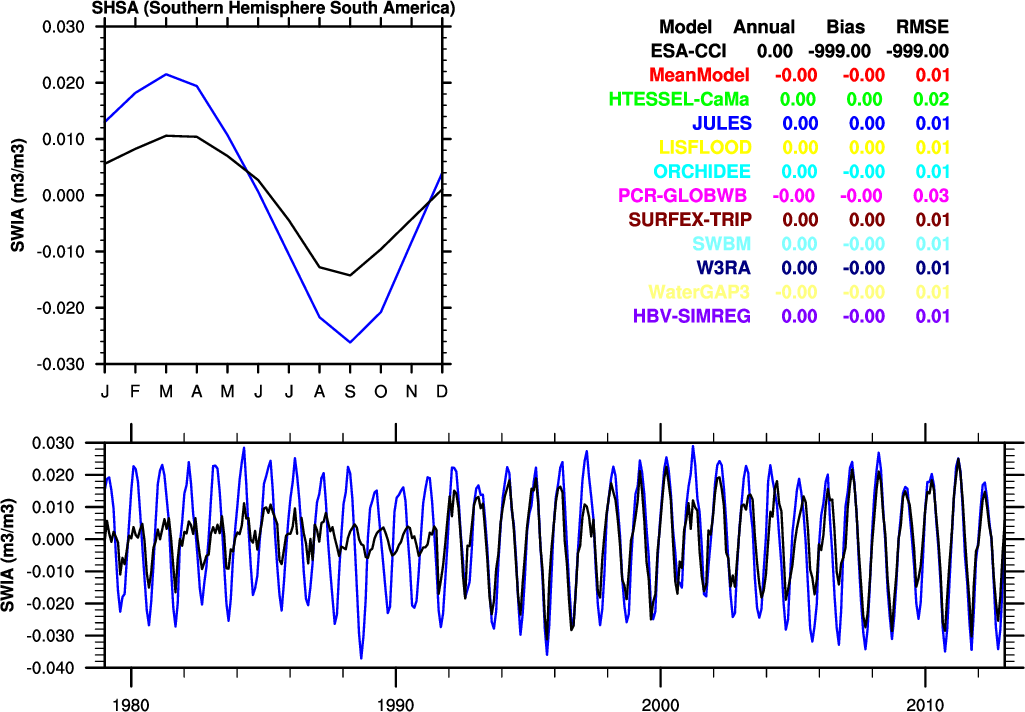 SHSA (Southern Hemisphere South America)
0.030
0.020
0.010
0.000
-0.010
-0.020
-0.030
SWIA (m3/m3)
J F M A M J J A S O N D
Model Annual Bias RMSE
ESA-CCI 0.00 -999.00 -999.00
MeanModel -0.00 -0.00 0.01
HTESSEL-CaMa 0.00 0.00 0.02
JULES 0.00 0.00 0.01
LISFLOOD 0.00 0.00 0.01
ORCHIDEE 0.00 -0.00 0.01
PCR-GLOBWB -0.00 -0.00 0.03
SURFEX-TRIP 0.00 0.00 0.01
SWBM 0.00 -0.00 0.01
W3RA 0.00 -0.00 0.01
WaterGAP3 -0.00 -0.00 0.01
HBV-SIMREG 0.00 -0.00 0.01
0.030
0.020
0.010
0.000
-0.010
-0.020
-0.030
-0.040
SWIA (m3/m3)
1980 1990 2000 2010